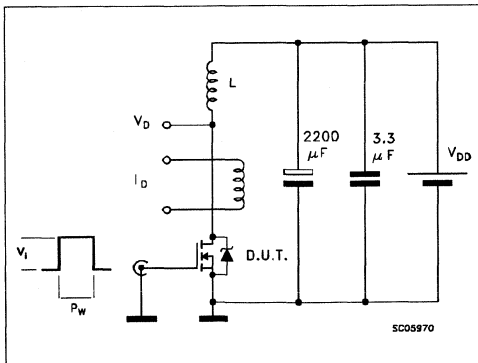 L
V_D
2200 μF
3.3 μF
V_DD
I_D
V_i
D.U.T.
P_W
SC05970